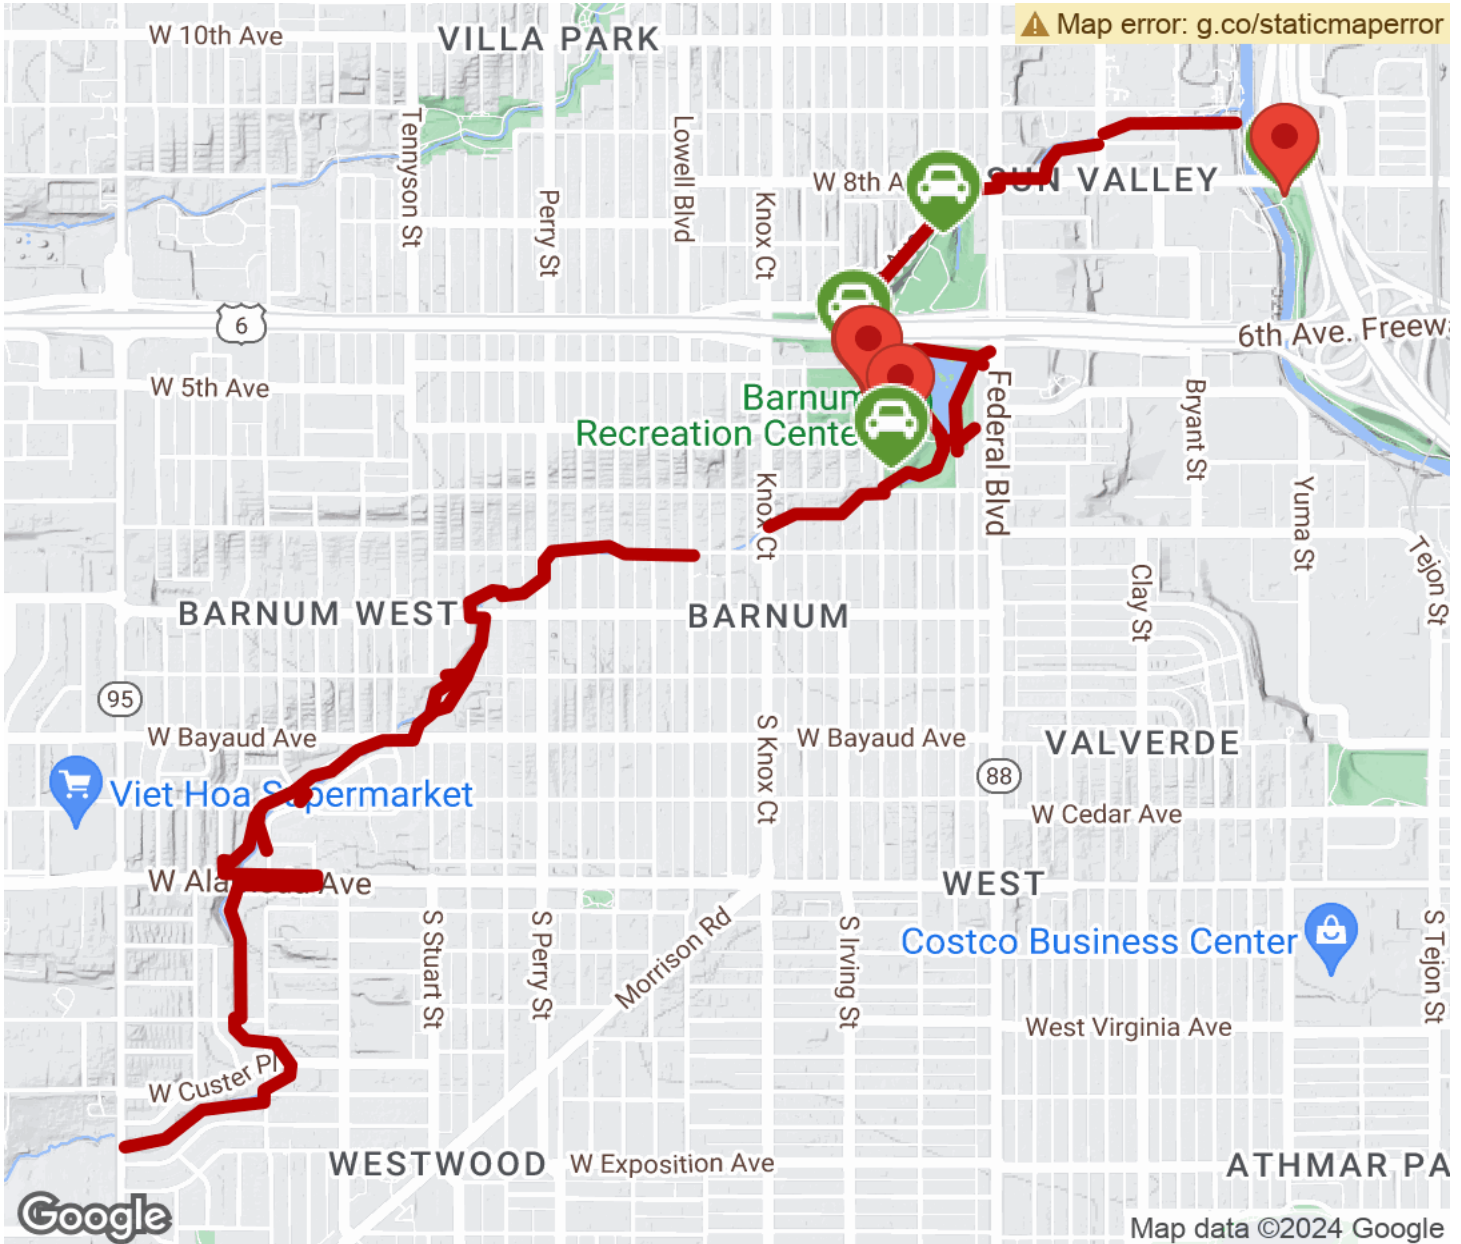 Map error: g.co/staticmaperror
W 10th Ave
VILLA PARK
Tennyson St
Lowell Blvd
Perry St
Knox Ct
W 8th A
SUN VALLEY
6
6th Ave. Freew
W 5th Ave
Barnum
Recreation Cente
Federal Blvd
Bryant St
Knox Ct
Yuma St
Tejon St
Clay St
BARNUM WEST
BARNUM
95
W Bayaud Ave
S Knox Ct
W Bayaud Ave
VALVERDE
88
Viet Hoa Supermarket
W Cedar Ave
W Ala
Ave
WEST
S Stuart St
S Perry St
Morrison Rd
S Irving St
Costco Business Center
S Tejon St
West Virginia Ave
W Custer Pl
WESTWOOD
W Exposition Ave
ATHMAR PA
Google
Map data ©2024 Google